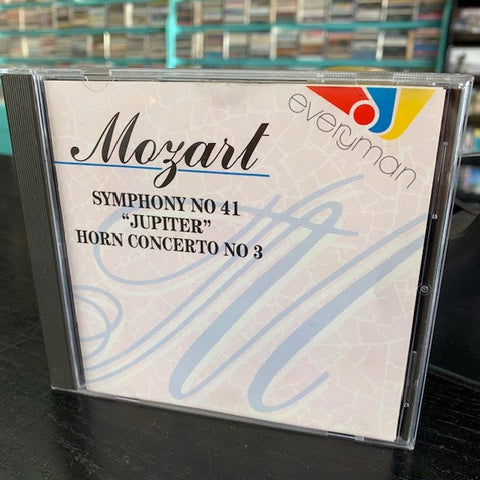 everyman
Mozart
SYMPHONY NO 41
“JUPITER”
HORN CONCERTO NO 3
M